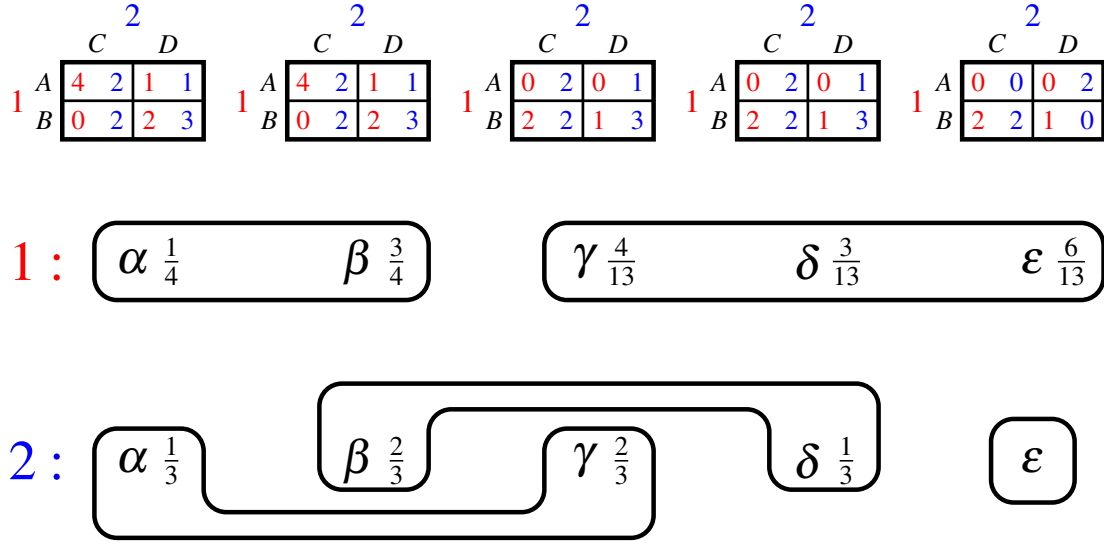 2 2 2 2 2
C D C D C D C D C D
1 A 4 2 1 1 1 A 4 2 1 1 1 A 0 2 0 1 1 A 0 2 0 1 1 A 0 0 0 2
B 0 2 2 3 B 0 2 2 3 B 2 2 1 3 B 2 2 1 3 B 2 2 1 0
1 : α 1/4 β 3/4 γ 4/13 δ 3/13 ε 6/13
2 : α 1/3 β 2/3 γ 2/3 δ 1/3 ε